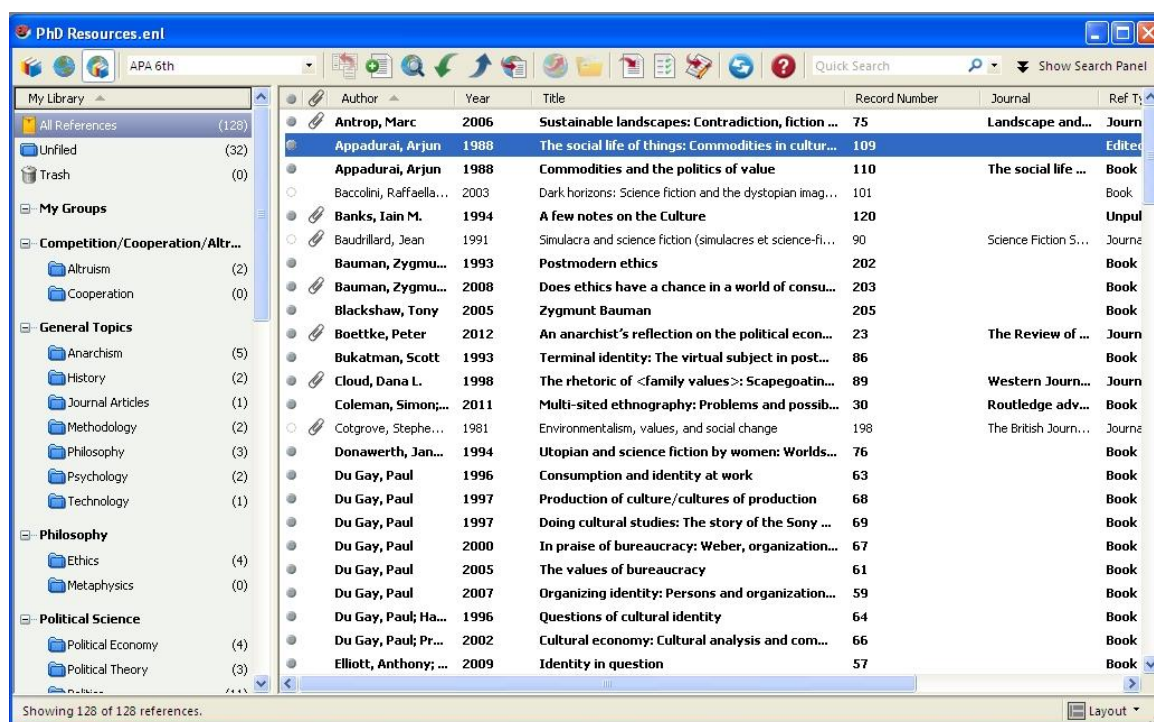 PhD Resources.enl
APA 6th
Quick Search
Show Search Panel
My Library
All References (128)
Unfiled (32)
Trash (0)
My Groups
Competition/Cooperation/Altr...
Altruism (2)
Cooperation (0)
General Topics
Anarchism (5)
History (2)
Journal Articles (1)
Methodology (2)
Philosophy (3)
Psychology (2)
Technology (1)
Philosophy
Ethics (4)
Metaphysics (0)
Political Science
Political Economy (4)
Political Theory (3)
Author Year Title Record Number Journal Ref Ty
Antrop, Marc 2006 Sustainable landscapes: Contradiction, fiction ... 75 Landscape and... Journ
Appadurai, Arjun 1988 The social life of things: Commodities in cultur... 109 Edited
Appadurai, Arjun 1988 Commodities and the politics of value 110 The social life ... Book
Baccolini, Raffaella... 2003 Dark horizons: Science fiction and the dystopian imag... 101 Book
Banks, Iain M. 1994 A few notes on the Culture 120 Unpul
Baudrillard, Jean 1991 Simulacra and science fiction (simulacres et science-fi... 90 Science Fiction S... Journa
Bauman, Zygmu... 1993 Postmodern ethics 202 Book
Bauman, Zygmu... 2008 Does ethics have a chance in a world of consu... 203 Book
Blackshaw, Tony 2005 Zygmunt Bauman 205 Book
Boettke, Peter 2012 An anarchist's reflection on the political econ... 23 The Review of ... Journ
Bukatman, Scott 1993 Terminal identity: The virtual subject in post... 86 Book
Cloud, Dana L. 1998 The rhetoric of <family values>: Scapegoatin... 89 Western Journ... Journ
Coleman, Simon;... 2011 Multi-sited ethnography: Problems and possib... 30 Routledge adv... Book
Cotgrove, Stephe... 1981 Environmentalism, values, and social change 198 The British Journ... Journa
Donawerth, Jan... 1994 Utopian and science fiction by women: Worlds... 76 Book
Du Gay, Paul 1996 Consumption and identity at work 63 Book
Du Gay, Paul 1997 Production of culture/cultures of production 68 Book
Du Gay, Paul 1997 Doing cultural studies: The story of the Sony ... 69 Book
Du Gay, Paul 2000 In praise of bureaucracy: Weber, organization... 67 Book
Du Gay, Paul 2005 The values of bureaucracy 61 Book
Du Gay, Paul 2007 Organizing identity: Persons and organization... 59 Book
Du Gay, Paul; Ha... 1996 Questions of cultural identity 64 Book
Du Gay, Paul; Pr... 2002 Cultural economy: Cultural analysis and com... 66 Book
Elliott, Anthony; ... 2009 Identity in question 57 Book
Showing 128 of 128 references.
Layout